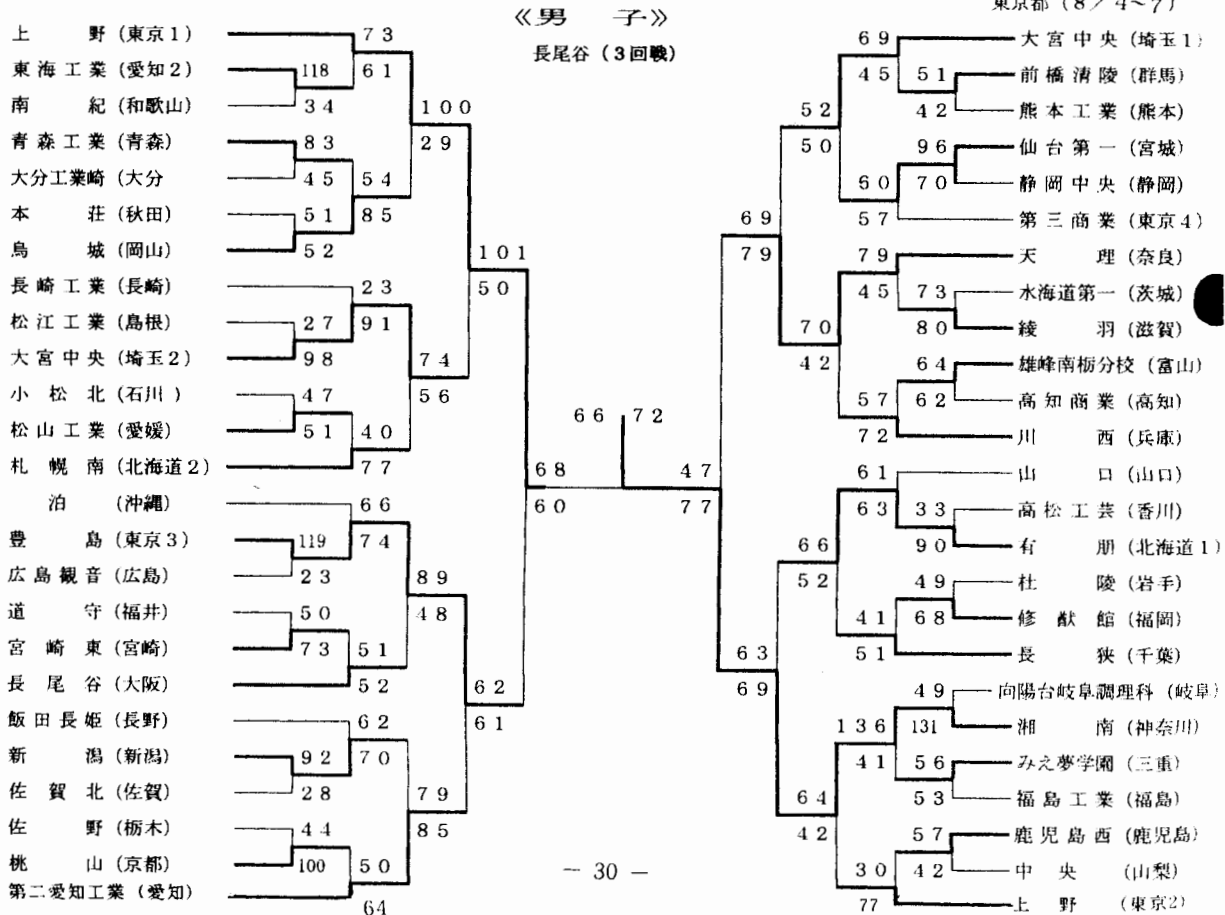 《男 子》
長尾谷 (3回戦)
東京都 (8/4~7)
上 野 (東京1)
東海工業 (愛知2)
南 紀 (和歌山)
青森工業 (青森)
大分工業崎 (大分
本 荘 (秋田)
烏 城 (岡山)
長崎工業 (長崎)
松江工業 (島根)
大宮中央 (埼玉2)
小松北 (石川)
松山工業 (愛媛)
札幌南 (北海道2)
泊 (沖縄)
豊 島 (東京3)
広島観音 (広島)
道 守 (福井)
宮崎東 (宮崎)
長尾谷 (大阪)
飯田長姫 (長野)
新 潟 (新潟)
佐賀北 (佐賀)
佐 野 (栃木)
桃 山 (京都)
第二愛知工業 (愛知)
118
34
83
45
51
52
27
98
47
51
119
23
50
73
92
28
44
100
73
61
54
85
23
91
40
77
66
74
51
52
62
70
50
64
100
29
74
56
89
48
79
85
101
50
62
61
68
60
66 72
47
77
69
79
63
69
52
50
70
42
66
52
64
42
69
45
60
57
79
45
57
72
61
63
41
51
136
41
30
77
51
42
96
70
73
80
64
62
33
90
49
68
49
131
56
53
57
42
大宮中央 (埼玉1)
前橋清陵 (群馬)
熊本工業 (熊本)
仙台第一 (宮城)
静岡中央 (静岡)
第三商業 (東京4)
天 理 (奈良)
水海道第一 (茨城)
綾 羽 (滋賀)
雄峰南栃分校 (富山)
高知商業 (高知)
川 西 (兵庫)
山 口 (山口)
高松工芸 (香川)
有 朋 (北海道1)
杜 陵 (岩手)
修猷館 (福岡)
長 狭 (千葉)
向陽台岐阜調理科 (岐阜)
湘 南 (神奈川)
みえ夢学園 (三重)
福島工業 (福島)
鹿児島西 (鹿児島)
中 央 (山梨)
上 野 (東京2)
- 30 -